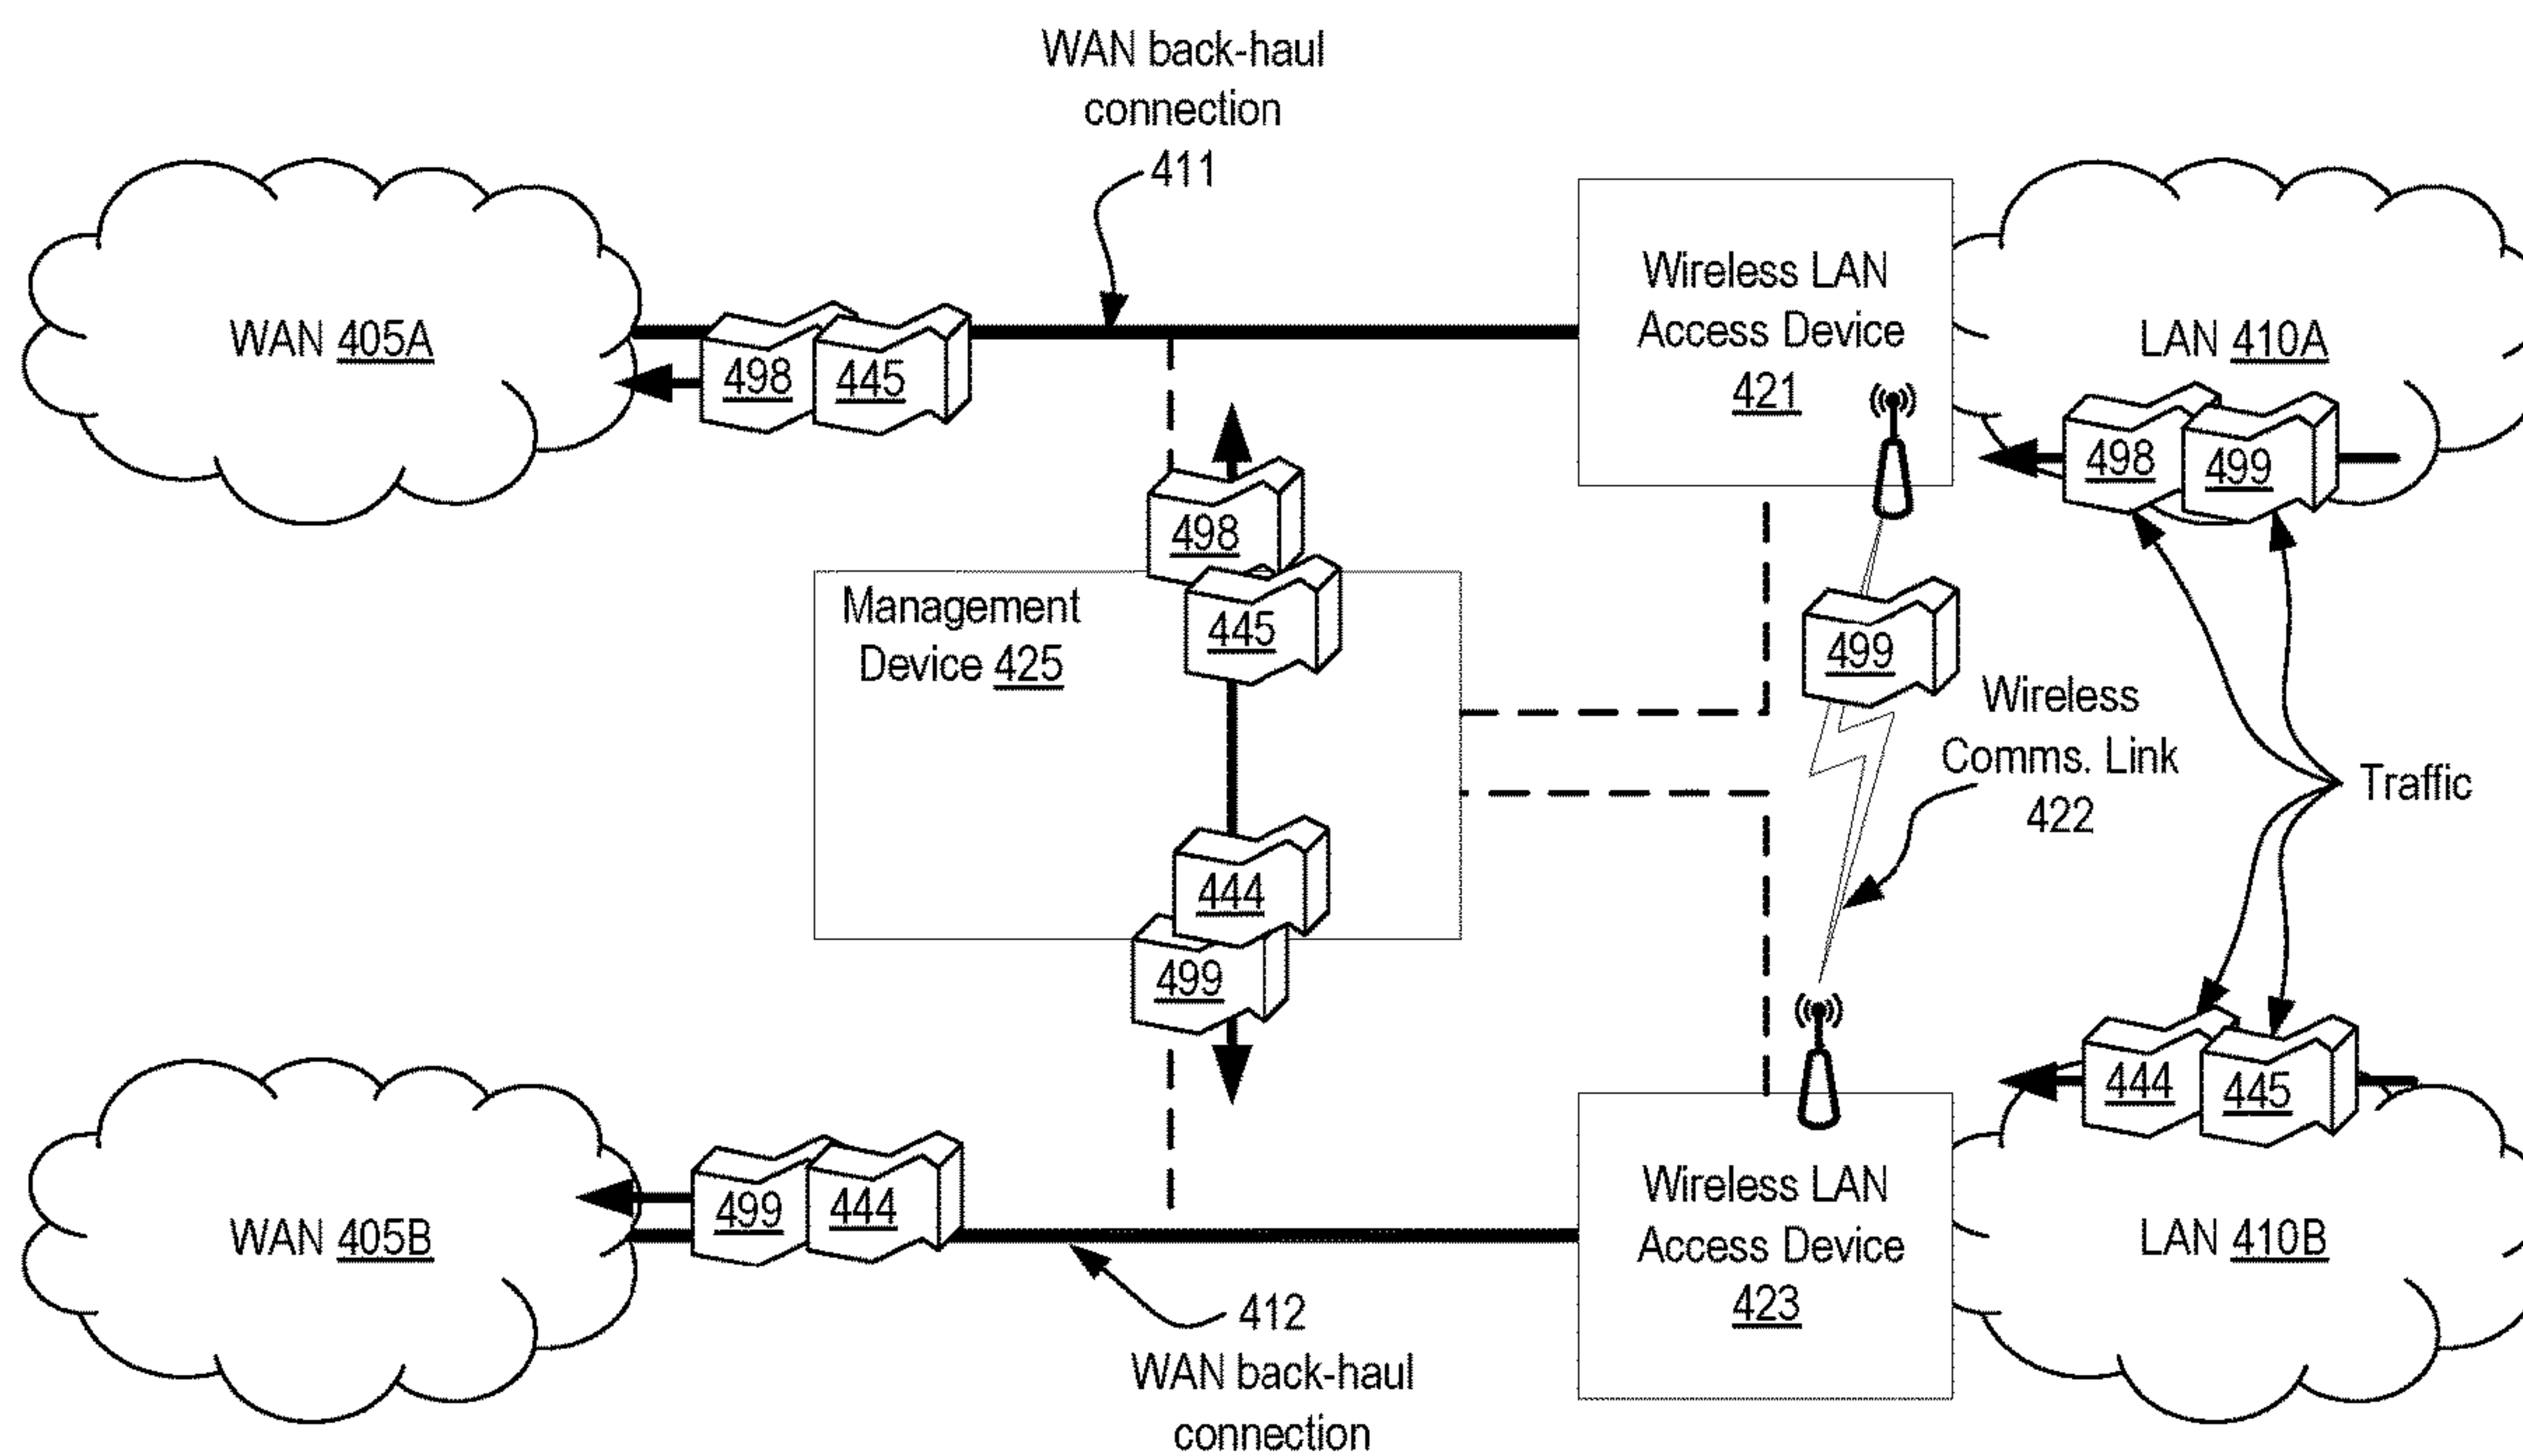 WAN back-haul
connection
411
WAN 405A
498
445
Wireless LAN
Access Device
421
LAN 410A
498
499
498
445
Management
Device 425
499
Wireless
Comms. Link
422
Traffic
444
499
444
445
WAN 405B
499
444
Wireless LAN
Access Device
423
LAN 410B
412
WAN back-haul
connection